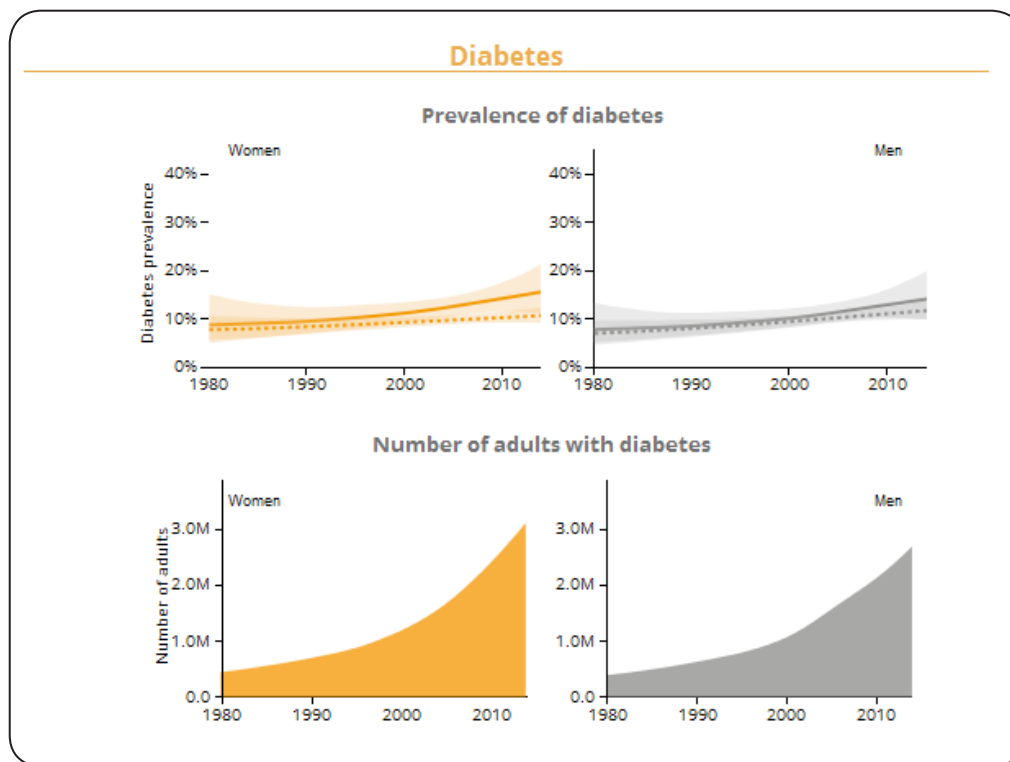 Diabetes
Prevalence of diabetes
Women
Men
Diabetes prevalence
40%
30%
20%
10%
0%
1980 1990 2000 2010
40%
30%
20%
10%
0%
1980 1990 2000 2010
Number of adults with diabetes
Women
Men
Number of adults
3.0M
2.0M
1.0M
0.0
1980 1990 2000 2010
3.0M
2.0M
1.0M
0.0
1980 1990 2000 2010